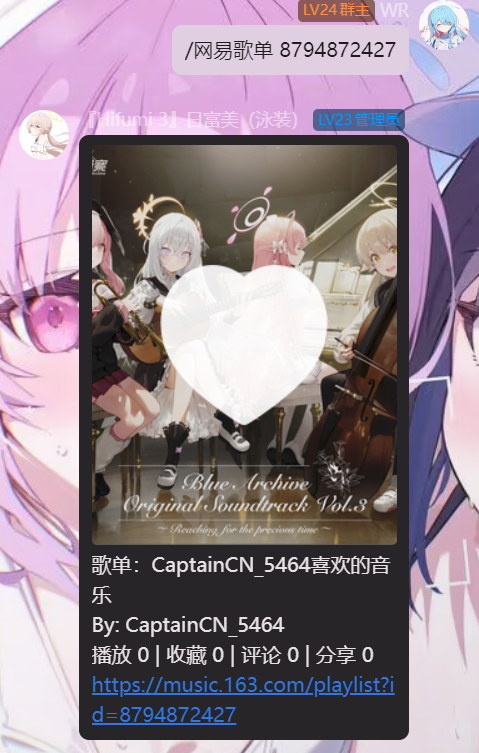 LV24 群主 WR
/网易歌单 8794872427
『Hifumi 3』日富美（泳装） LV23 管理员
Blue Archive
Original Soundtrack Vol.3
～ Reaching for the precious time ～
歌单：CaptainCN_5464喜欢的音
乐
By: CaptainCN_5464
播放 0 | 收藏 0 | 评论 0 | 分享 0
https://music.163.com/playlist?i
d=8794872427